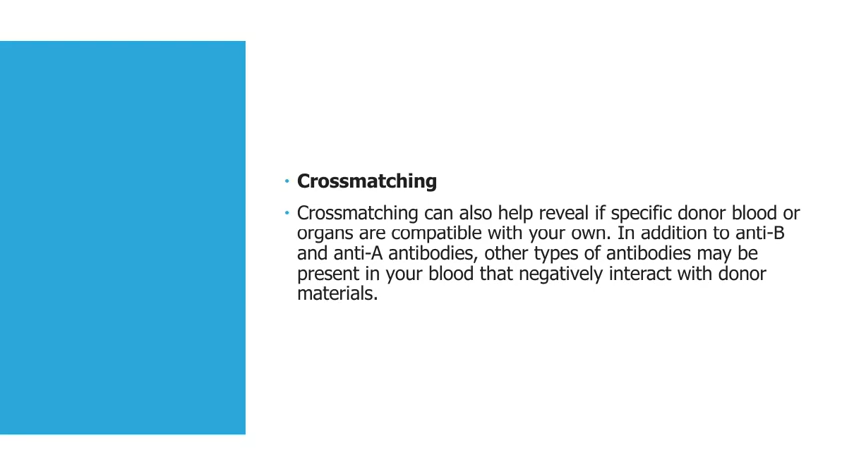 Crossmatching
Crossmatching can also help reveal if specific donor blood or
organs are compatible with your own. In addition to anti-B
and anti-A antibodies, other types of antibodies may be
present in your blood that negatively interact with donor
materials.